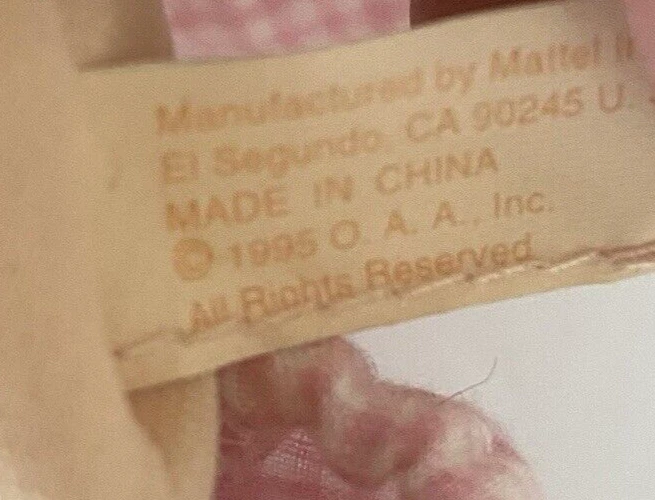 Manufactured by Mattel
El Segundo, CA 90245 U.
MADE IN CHINA
© 1995 O. A. A., Inc.
All Rights Reserved